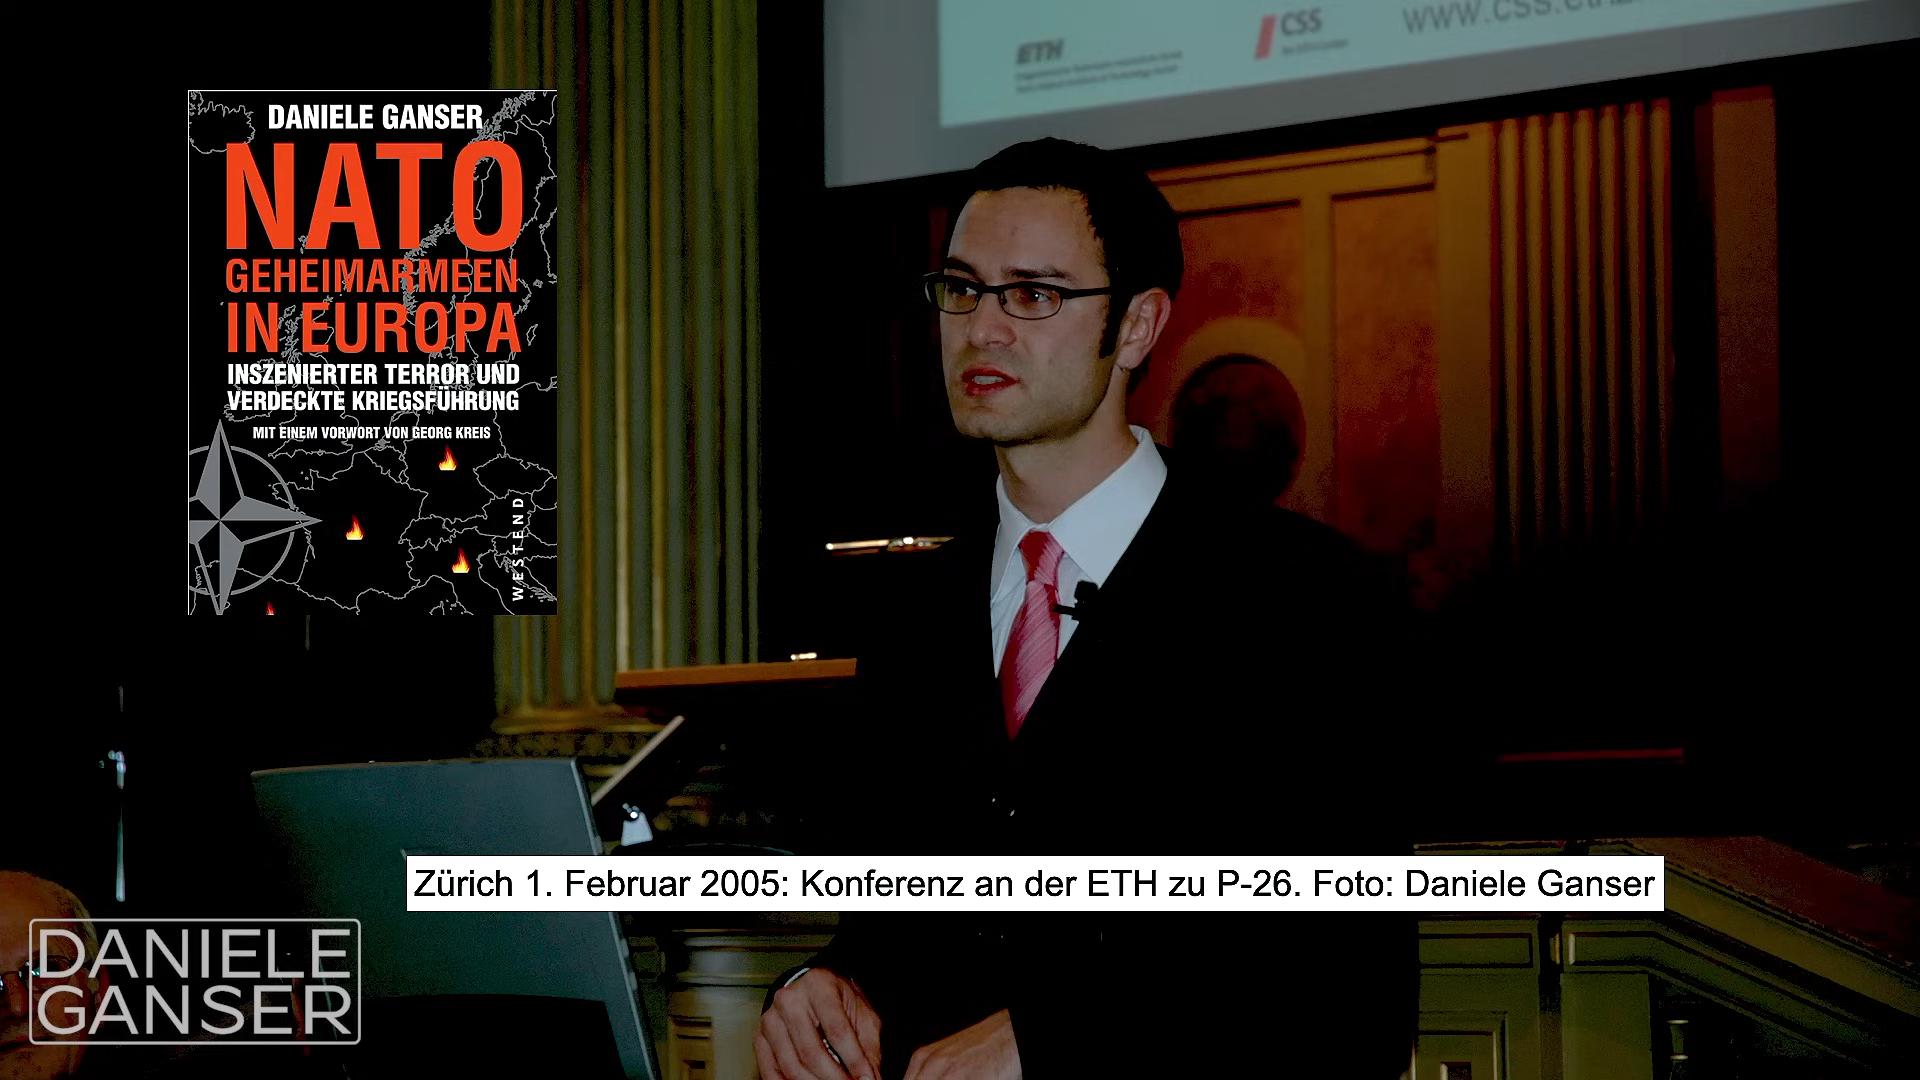 ETH
CSS
DANIELE GANSER
NATO
GEHEIMARMEEN
IN EUROPA
INSZENIERTER TERROR UND
VERDECKTE KRIEGSFÜHRUNG
MIT EINEM VORWORT VON GEORG KREIS
WESTEND
Zürich 1. Februar 2005: Konferenz an der ETH zu P-26. Foto: Daniele Ganser
DANIELE
GANSER